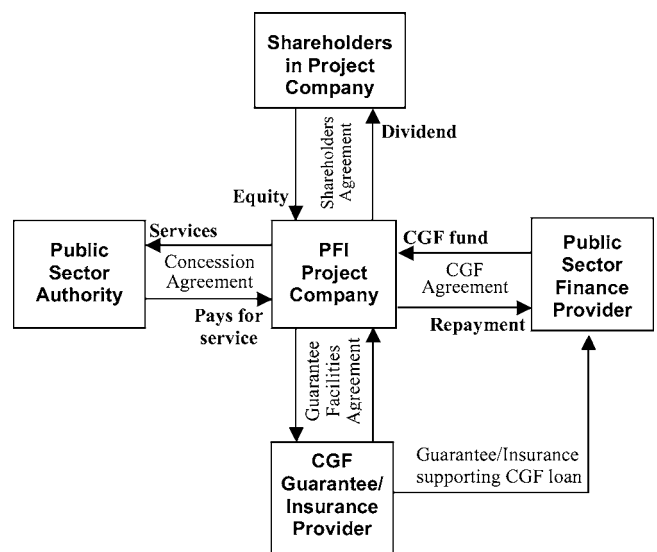 Shareholders
in Project
Company
Dividend
Shareholders
Agreement
Equity
Services
Concession
Agreement
Pays for
service
Public
Sector
Authority
PFI
Project
Company
CGF fund
CGF
Agreement
Repayment
Public
Sector
Finance
Provider
Guarantee
Facilities
Agreement
CGF
Guarantee/
Insurance
Provider
Guarantee/Insurance
supporting CGF loan